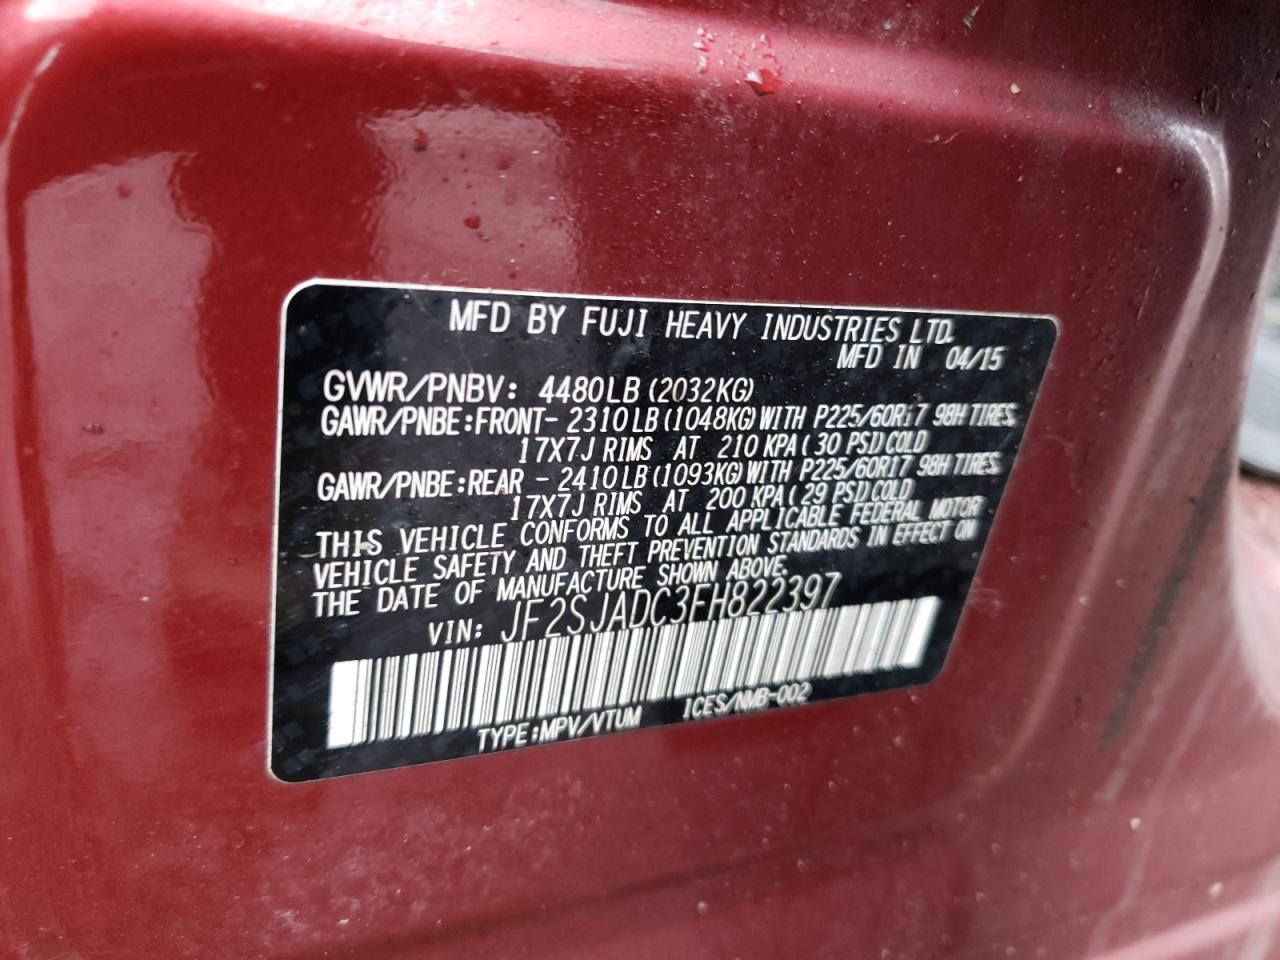 MFD BY FUJI HEAVY INDUSTRIES LTD.
MFD IN 04/15
GVWR/PNBV: 4480LB (2032KG)
GAWR/PNBE:FRONT- 2310LB (1048KG) WITH P225/60R17 98H TIRES
17X7J RIMS AT 210 KPA (30 PSI) COLD
GAWR/PNBE:REAR - 2410LB (1093KG) WITH P225/60R17 98H TIRES
17X7J RIMS AT 200 KPA (29 PSI) COLD
THIS VEHICLE CONFORMS TO ALL APPLICABLE FEDERAL MOTOR
VEHICLE SAFETY AND THEFT PREVENTION STANDARDS IN EFFECT ON
THE DATE OF MANUFACTURE SHOWN ABOVE.
VIN: JF2SJADC3FH822397
TYPE:MPV/VTUM ICES/NMB-002